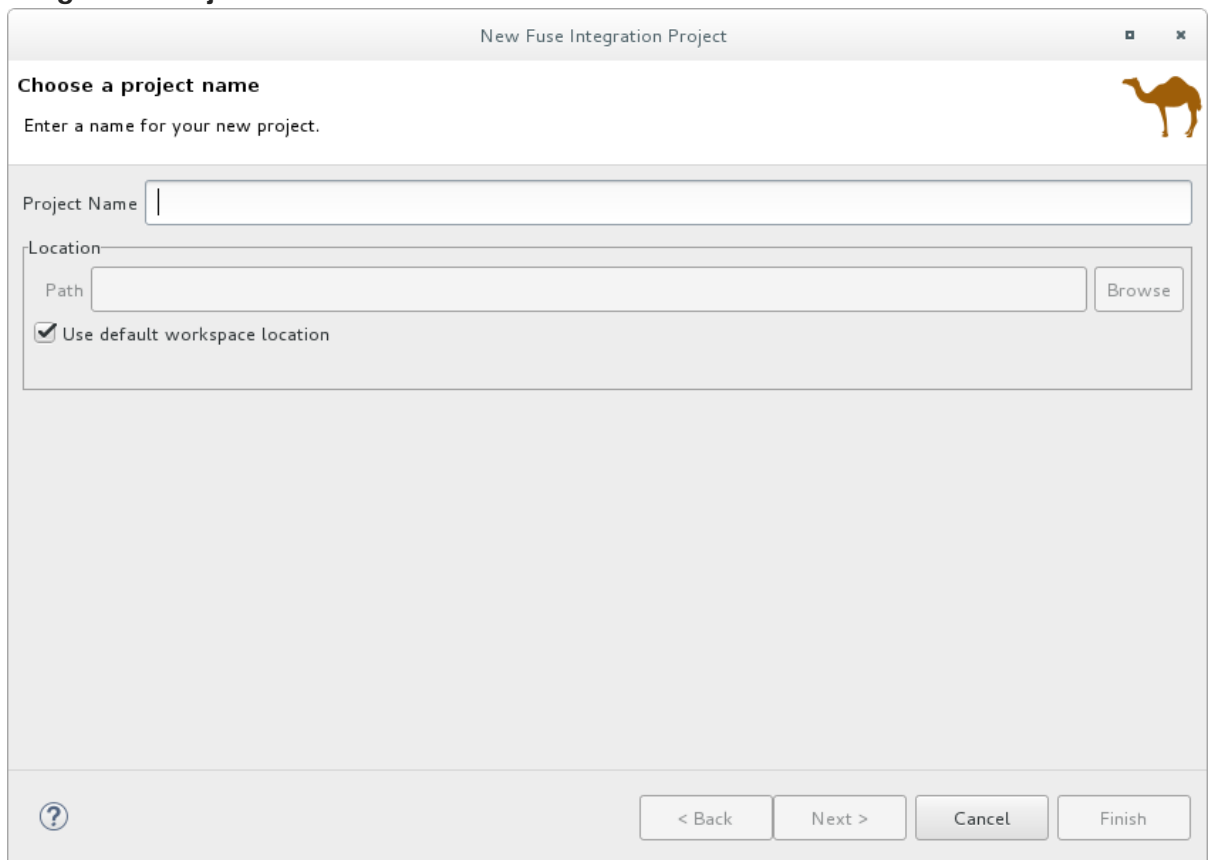 New Fuse Integration Project
Choose a project name
Enter a name for your new project.
Project Name
Location
Path
Browse
Use default workspace location
?
< Back
Next >
Cancel
Finish